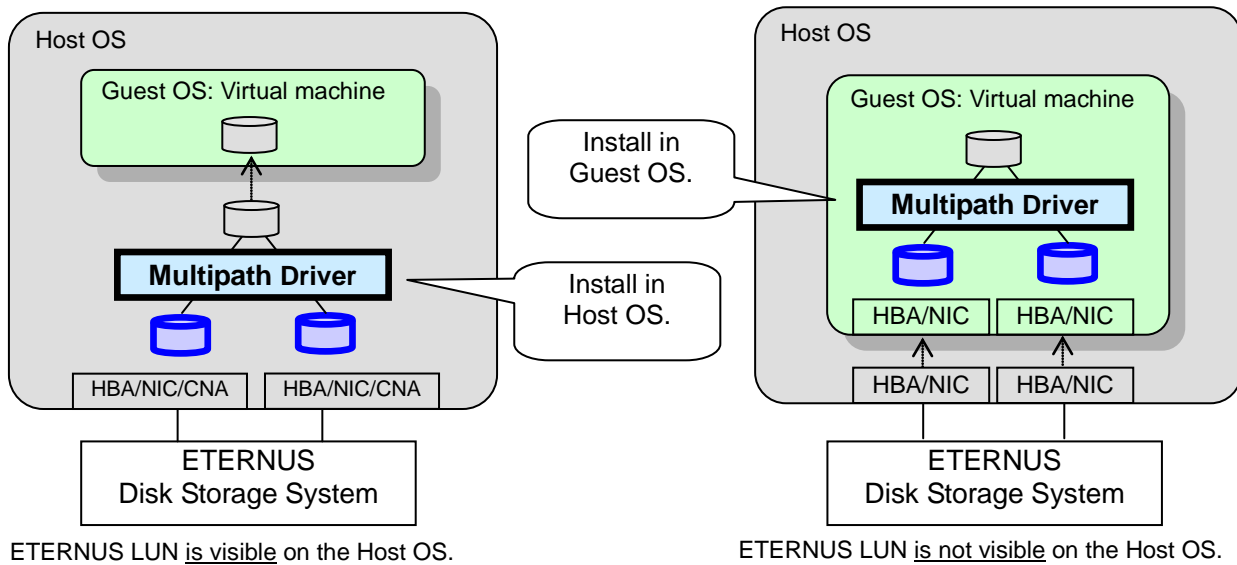 Host OS
Guest OS: Virtual machine
Multipath Driver
HBA/NIC/CNA
HBA/NIC/CNA
ETERNUS
Disk Storage System
ETERNUS LUN is visible on the Host OS.
Install in
Guest OS.
Install in
Host OS.
Host OS
Guest OS: Virtual machine
Multipath Driver
HBA/NIC
HBA/NIC
HBA/NIC
HBA/NIC
ETERNUS
Disk Storage System
ETERNUS LUN is not visible on the Host OS.